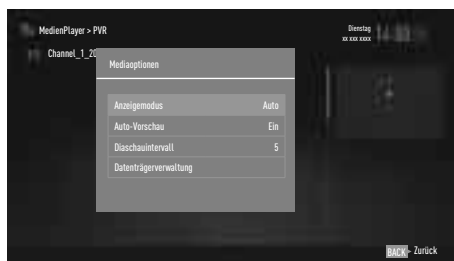 MedienPlayer > PVR
Dienstag
xx xxx xxxx
Channel_1_20
Mediaoptionen
Anzeigemodus Auto
Auto-Vorschau Ein
Diaschauintervall 5
Datenträgerverwaltung
BACK Zurück